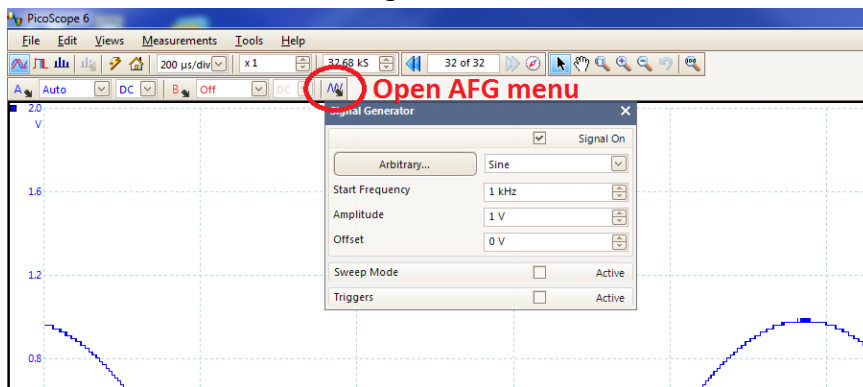 PicoScope 6
File Edit Views Measurements Tools Help
200 µs/div x 1 32.68 kS 32 of 32
A Auto DC B Off DC Open AFG menu
2.0
V
Signal Generator
Signal On
Arbitrary... Sine
1.6
Start Frequency 1 kHz
Amplitude 1 V
Offset 0 V
1.2
Sweep Mode Active
Triggers Active
0.8